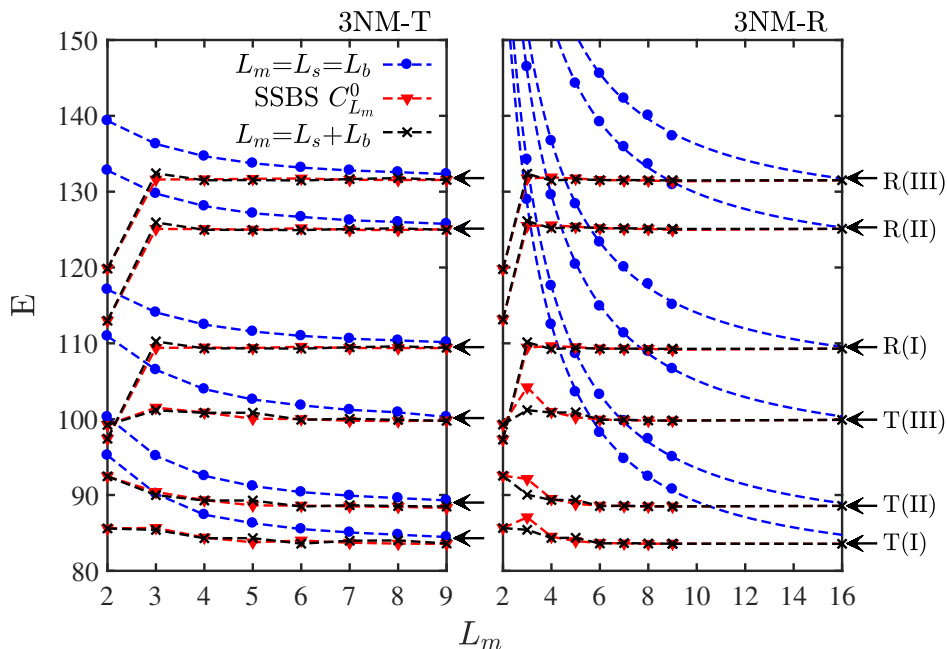 3NM-T
3NM-R
150
140
130
120
110
100
90
80
E
L_m=L_s=L_b
SSBS C^0_{L_m}
L_m=L_s+L_b
R(III)
R(II)
R(I)
T(III)
T(II)
T(I)
2 3 4 5 6 7 8 9
2 4 6 8 10 12 14 16
L_m